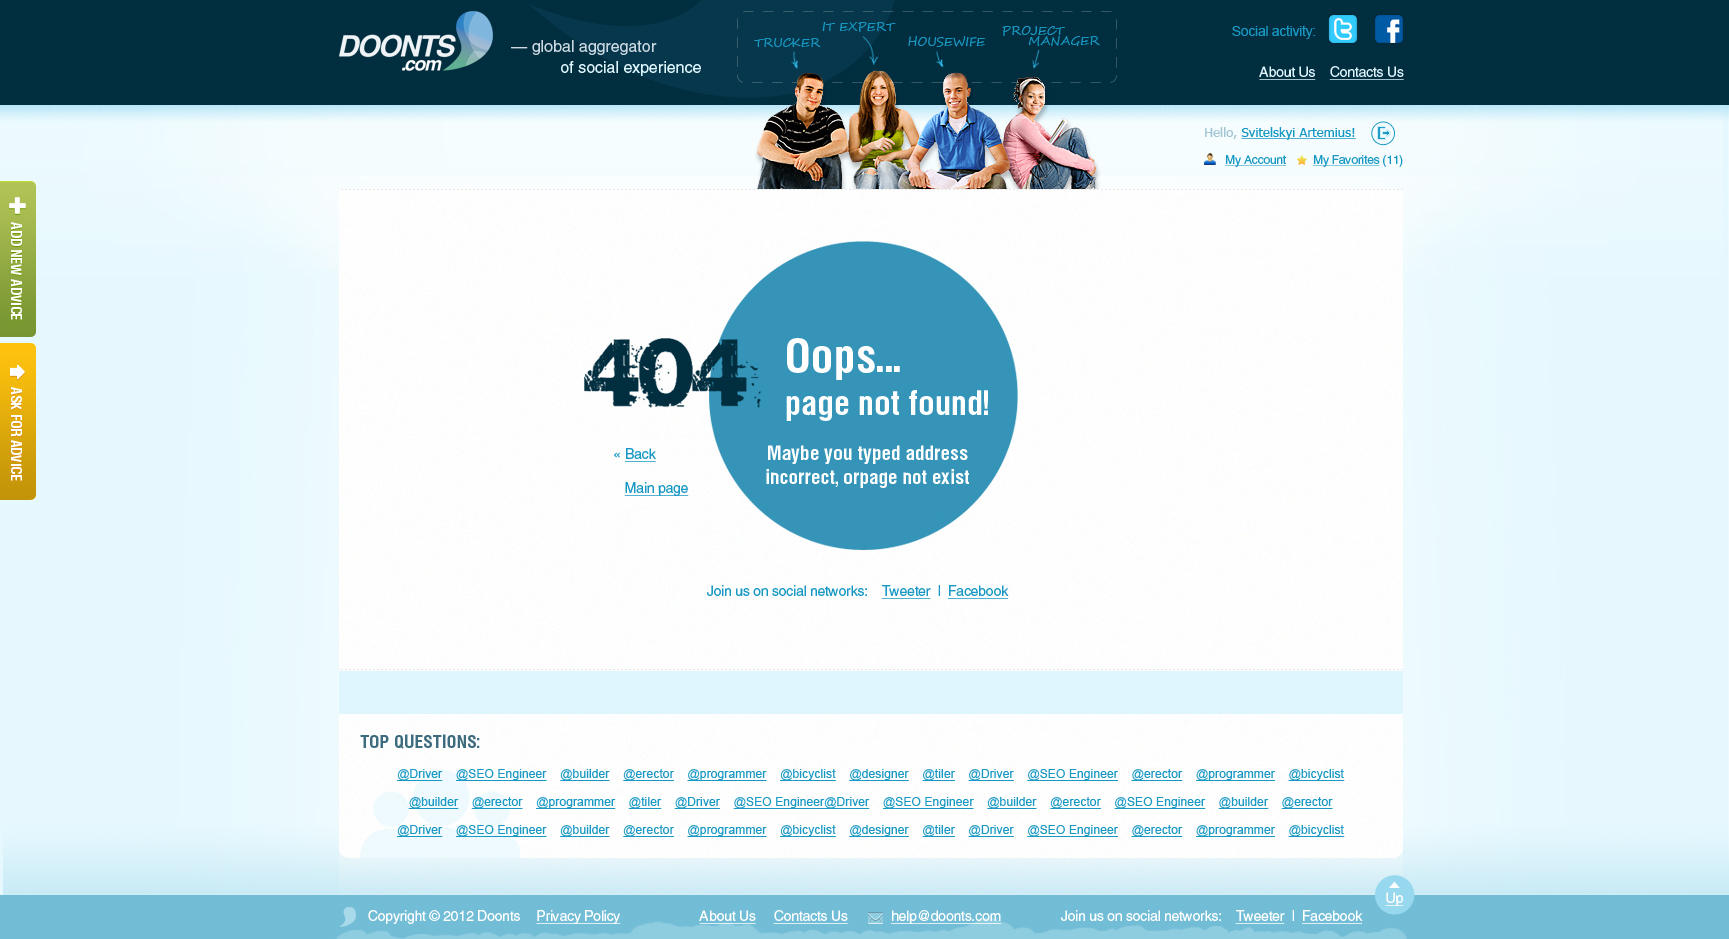 DOONTS
.com
— global aggregator
of social experience
TRUCKER
IT EXPERT
HOUSEWIFE
PROJECT
MANAGER
Social activity:
About Us Contacts Us
Hello, Svitelskyi Artemius!
My Account My Favorites (11)
ADD NEW ADVICE
ASK FOR ADVICE
404
Oops...
page not found!
Maybe you typed address
incorrect, orpage not exist
« Back
Main page
Join us on social networks: Tweeter | Facebook
TOP QUESTIONS:
@Driver @SEO Engineer @builder @erector @programmer @bicyclist @designer @tiler @Driver @SEO Engineer @erector @programmer @bicyclist
@builder @erector @programmer @tiler @Driver @SEO Engineer@Driver @SEO Engineer @builder @erector @SEO Engineer @builder @erector
@Driver @SEO Engineer @builder @erector @programmer @bicyclist @designer @tiler @Driver @SEO Engineer @erector @programmer @bicyclist
Up
Copyright © 2012 Doonts Privacy Policy About Us Contacts Us help@doonts.com Join us on social networks: Tweeter | Facebook